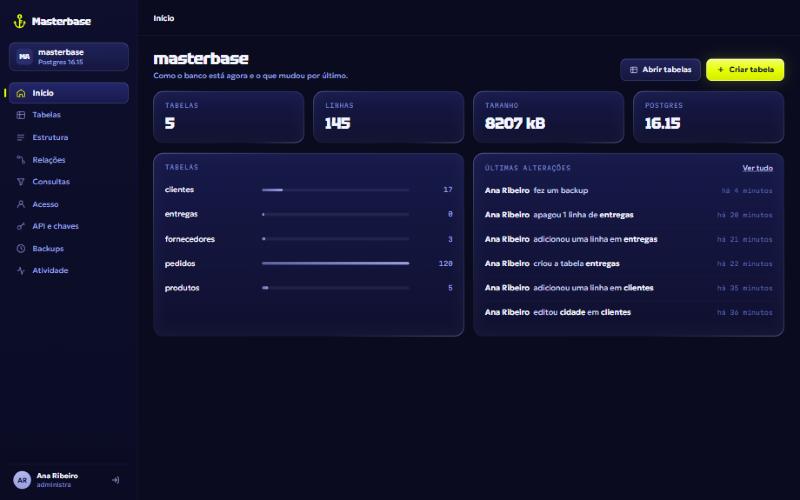 Masterbase
MA
masterbase
Postgres 16.15
Início
Tabelas
Estrutura
Relações
Consultas
Acesso
API e chaves
Backups
Atividade
AR
Ana Ribeiro
administra
Início
masterbase
Como o banco está agora e o que mudou por último.
Abrir tabelas
+ Criar tabela
TABELAS
5
LINHAS
145
TAMANHO
8207 kB
POSTGRES
16.15
TABELAS
clientes 17
entregas 0
fornecedores 3
pedidos 120
produtos 5
ÚLTIMAS ALTERAÇÕES Ver tudo
Ana Ribeiro fez um backup há 4 minutos
Ana Ribeiro apagou 1 linha de entregas há 20 minutos
Ana Ribeiro adicionou uma linha em entregas há 21 minutos
Ana Ribeiro criou a tabela entregas há 22 minutos
Ana Ribeiro adicionou uma linha em clientes há 35 minutos
Ana Ribeiro editou cidade em clientes há 36 minutos